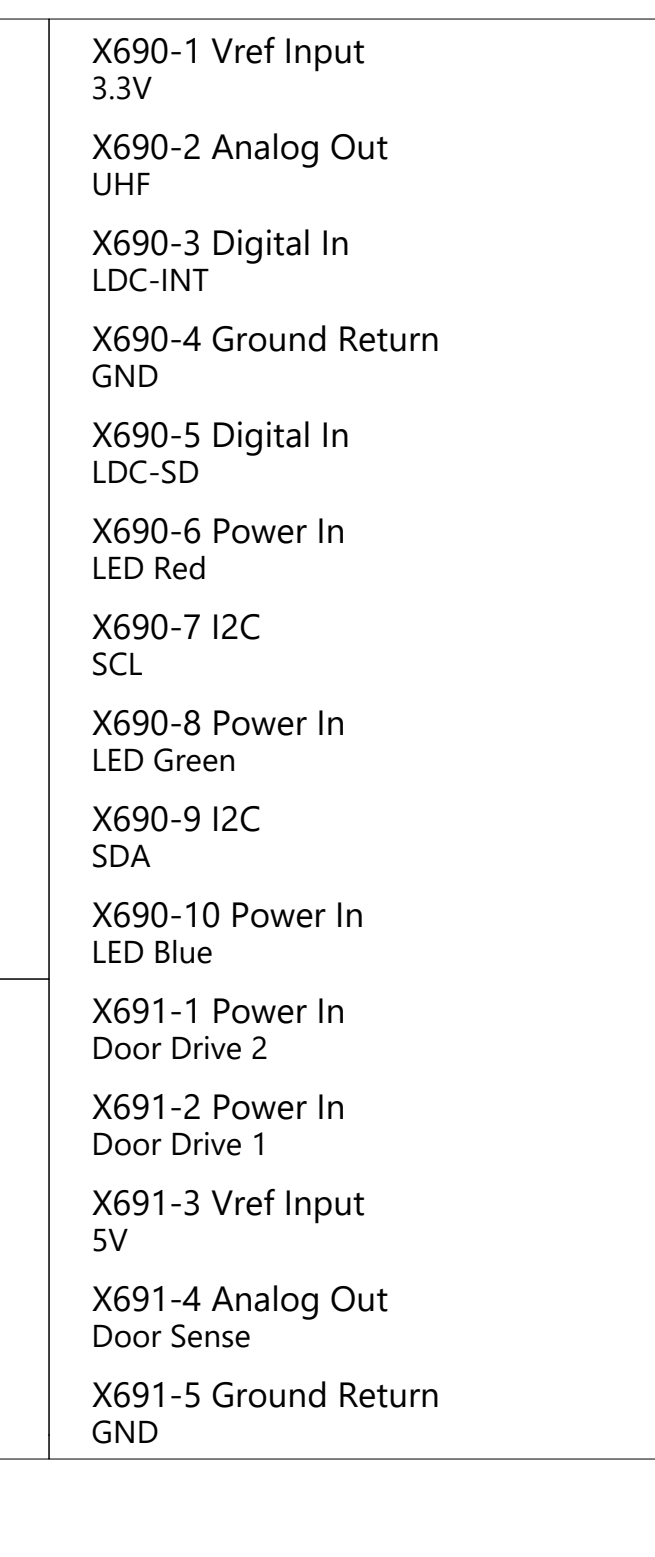 X690-1 Vref Input
3.3V
X690-2 Analog Out
UHF
X690-3 Digital In
LDC-INT
X690-4 Ground Return
GND
X690-5 Digital In
LDC-SD
X690-6 Power In
LED Red
X690-7 I2C
SCL
X690-8 Power In
LED Green
X690-9 I2C
SDA
X690-10 Power In
LED Blue
X691-1 Power In
Door Drive 2
X691-2 Power In
Door Drive 1
X691-3 Vref Input
5V
X691-4 Analog Out
Door Sense
X691-5 Ground Return
GND